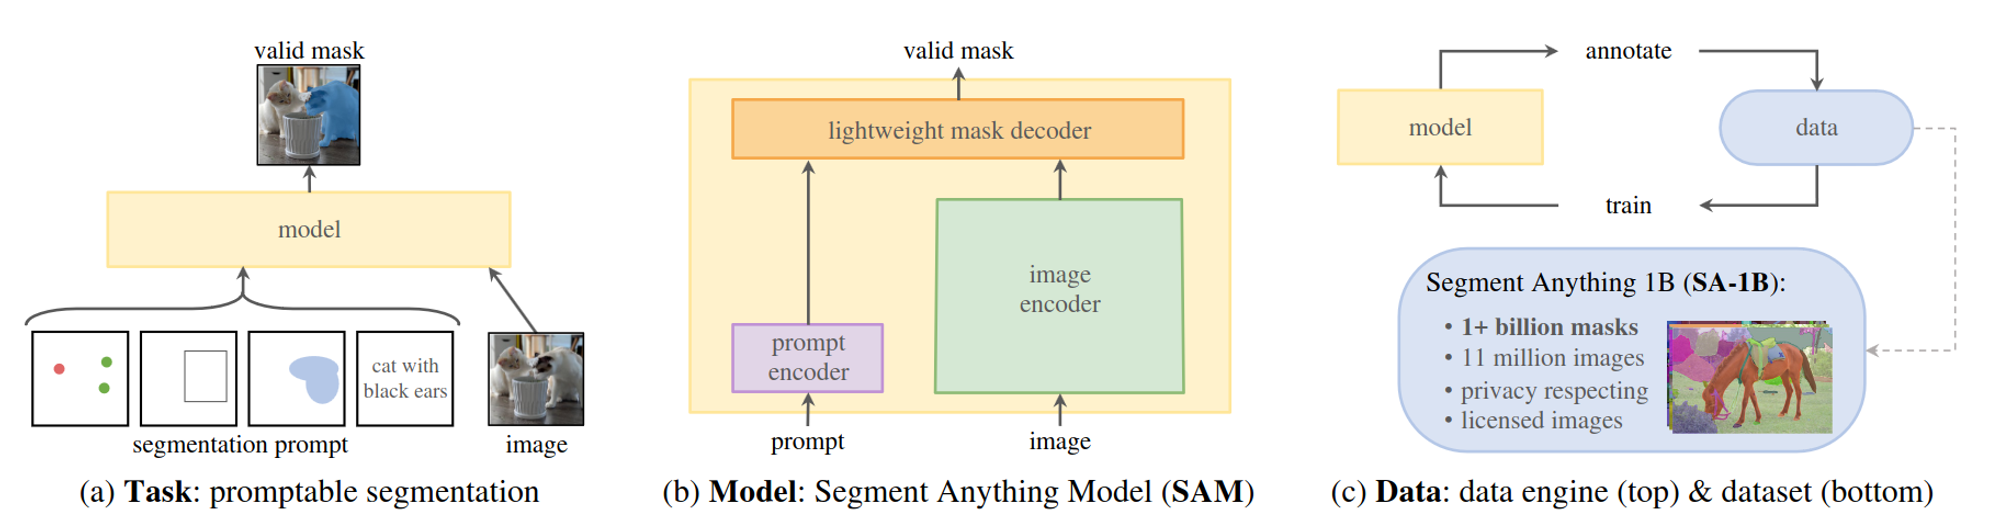 valid mask
model
cat with
black ears
segmentation prompt
image
(a) Task: promptable segmentation
valid mask
lightweight mask decoder
image
encoder
prompt
encoder
prompt
image
(b) Model: Segment Anything Model (SAM)
annotate
model
data
train
Segment Anything 1B (SA-1B):
• 1+ billion masks
• 11 million images
• privacy respecting
• licensed images
(c) Data: data engine (top) & dataset (bottom)